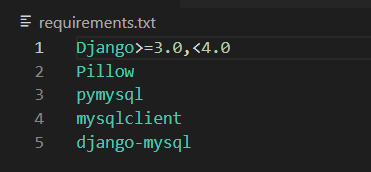 requirements.txt
1 Django>=3.0,<4.0
2 Pillow
3 pymysql
4 mysqlclient
5 django-mysql